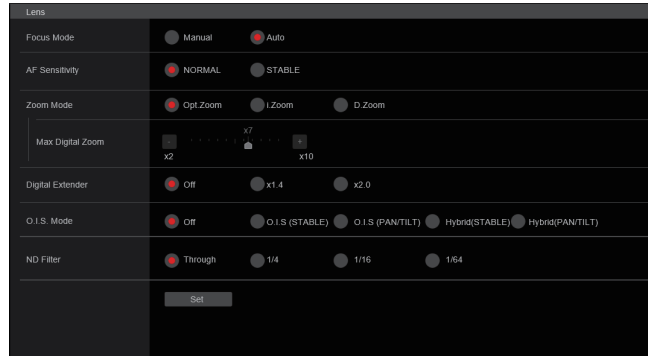 Lens
Focus Mode Manual Auto
AF Sensitivity NORMAL STABLE
Zoom Mode Opt.Zoom i.Zoom D.Zoom
x7
Max Digital Zoom - +
x2 x10
Digital Extender Off x1.4 x2.0
O.I.S. Mode Off O.I.S (STABLE) O.I.S (PAN/TILT) Hybrid(STABLE) Hybrid(PAN/TILT)
ND Filter Through 1/4 1/16 1/64
Set